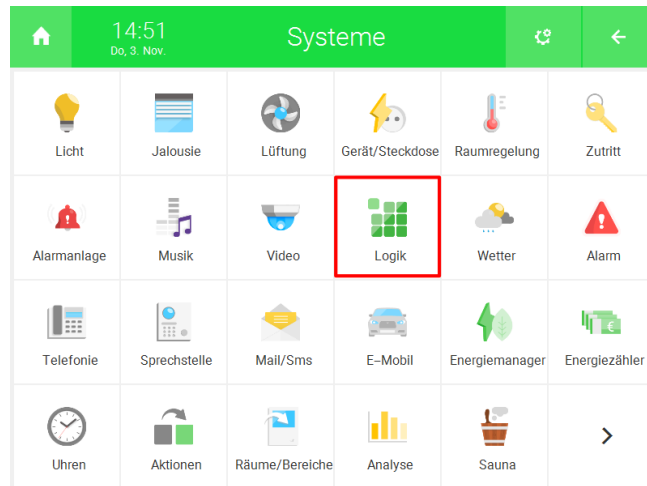 14:51
Do, 3. Nov.
Systeme
Licht
Jalousie
Lüftung
Gerät/Steckdose
Raumregelung
Zutritt
Alarmanlage
Musik
Video
Logik
Wetter
Alarm
Telefonie
Sprechstelle
Mail/Sms
E-Mobil
Energiemanager
Energiezähler
Uhren
Aktionen
Räume/Bereiche
Analyse
Sauna